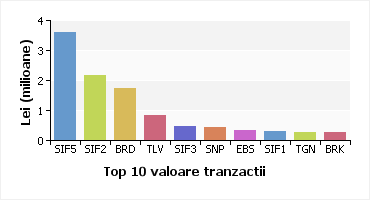 4
3
2
1
0
Lei (milioane)
SIF5 SIF2 BRD TLV SIF3 SNP EBS SIF1 TGN BRK
Top 10 valoare tranzactii